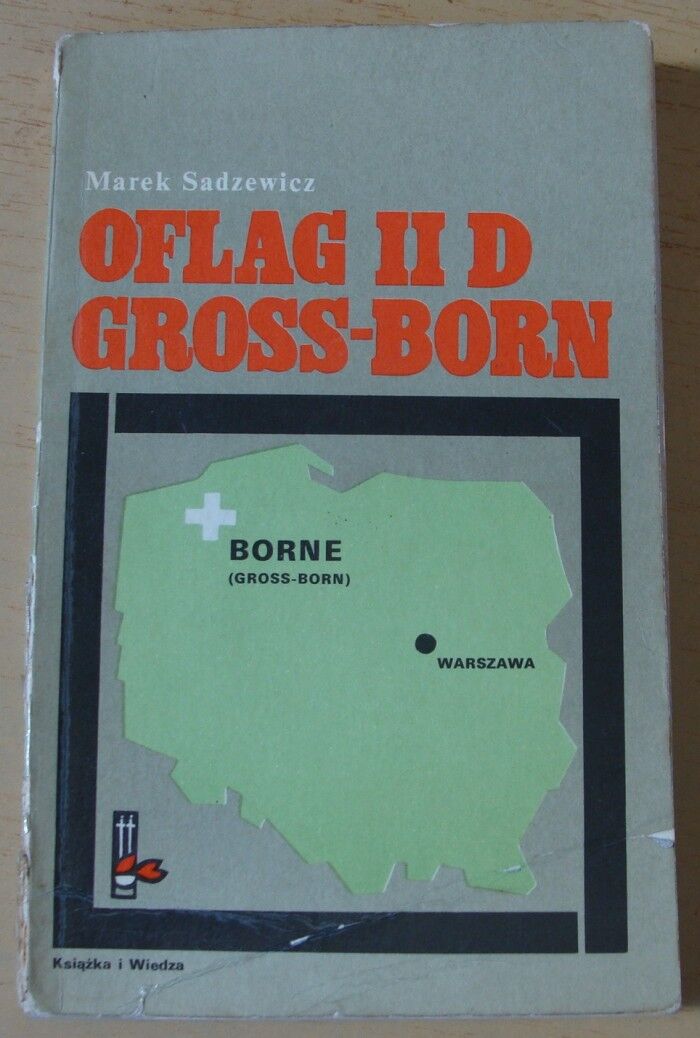 Marek Sadzewicz
OFLAG II D
GROSS-BORN
BORNE
(GROSS-BORN)
WARSZAWA
Książka i Wiedza